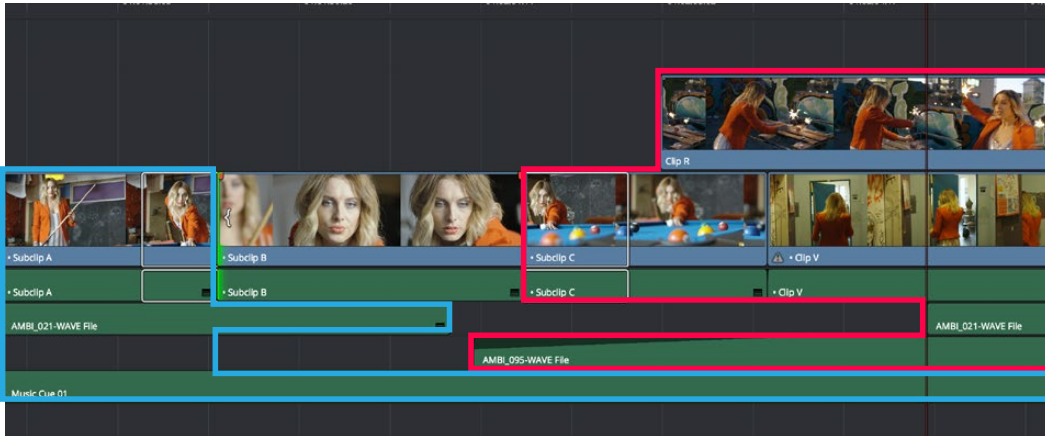 Clip R
• Subclip A
• Subclip B
• Subclip C
• Clip V
• Subclip A
• Subclip B
• Subclip C
• Clip V
AMBI_021-WAVE File
AMBI_021-WAVE File
AMBI_095-WAVE File
Music Cue 01